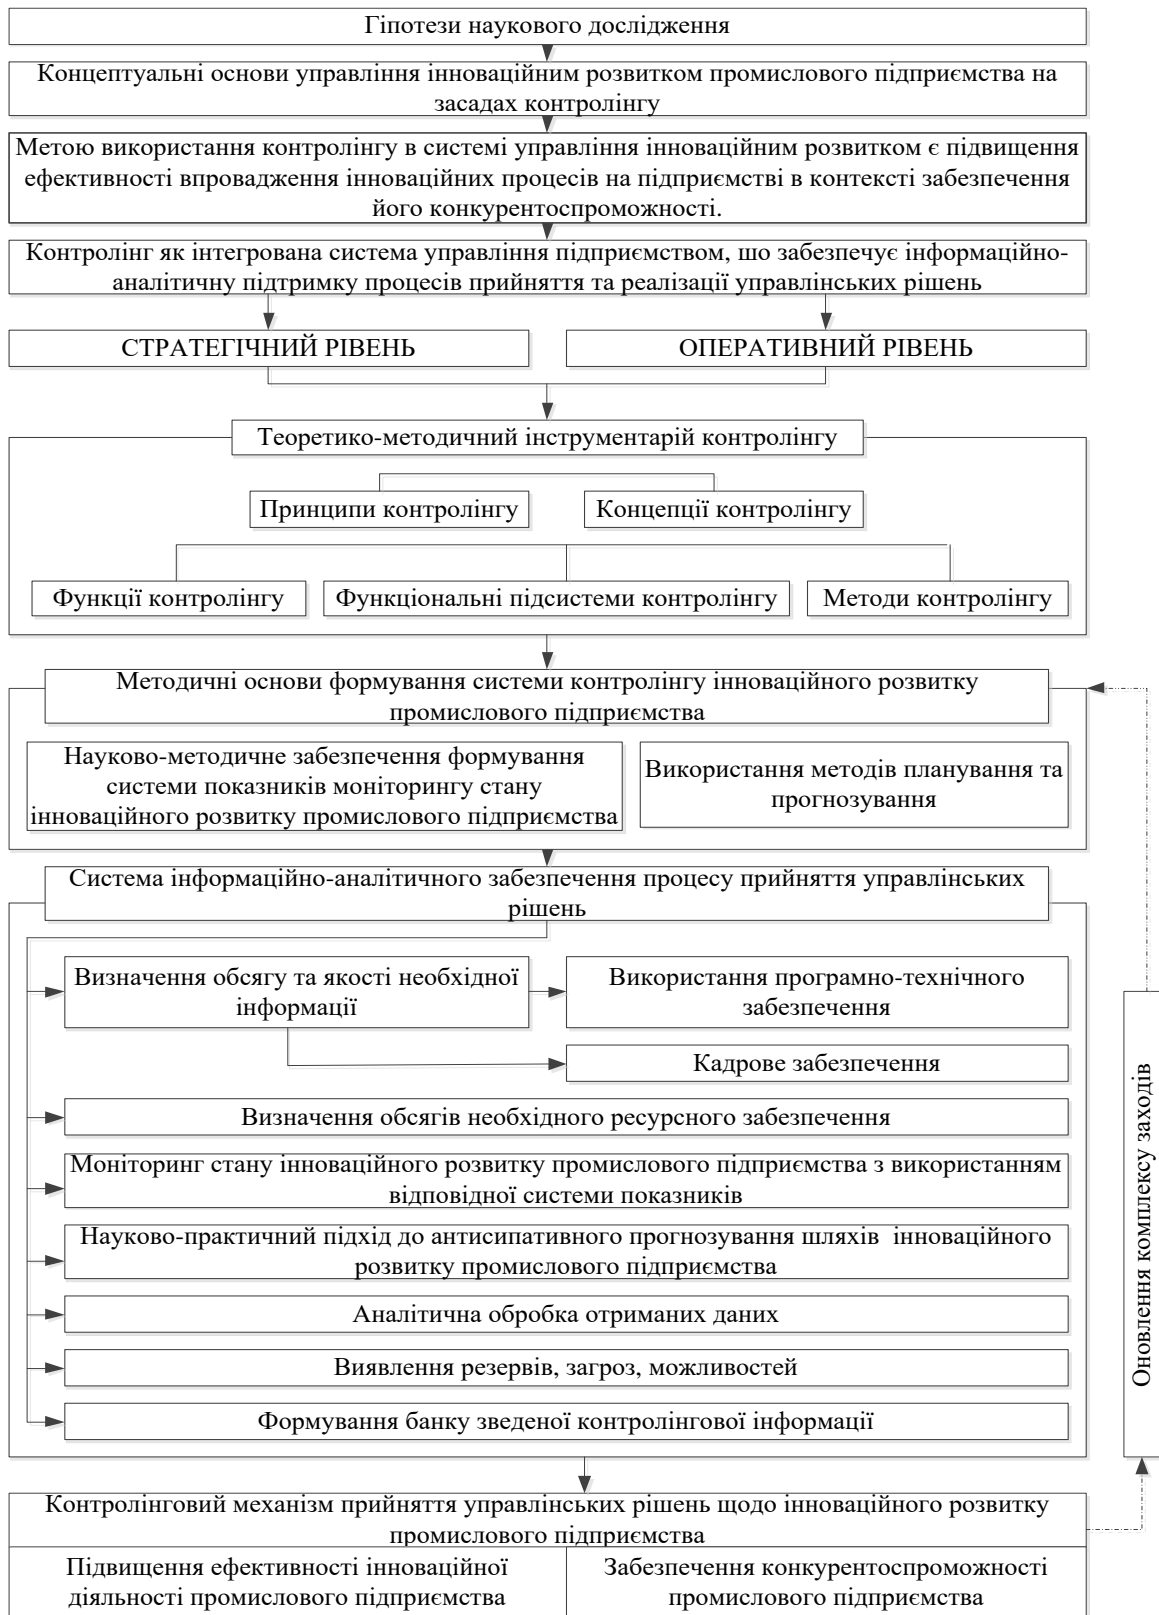 Гіпотези наукового дослідження
Концептуальні основи управління інноваційним розвитком промислового підприємства на
засадах контролінгу
Метою використання контролінгу в системі управління інноваційним розвитком є підвищення
ефективності впровадження інноваційних процесів на підприємстві в контексті забезпечення
його конкурентоспроможності.
Контролінг як інтегрована система управління підприємством, шо забезпечує інформаційно-
аналітичну підтримку процесів прийняття та реалізації управлінських рішень
СТРАТЕГІЧНИЙ РІВЕНЬ
ОПЕРАТИВНИЙ РІВЕНЬ
Теоретико-методичний інструментарій контролінгу
Принципи контролінгу
Концепції контролінгу
Функції контролінгу
Функціональні підсистеми контролінгу
Методи контролінгу
Методичні основи формування системи контролінгу інноваційного розвитку
промислового підприємства
Науково-методичне забезпечення формування
системи показників моніторингу стану
інноваційного розвитку промислового підприємства
Використання методів планування та
прогнозування
Система інформаційно-аналітичного забезпечення процесу прийняття управлінських
рішень
Визначення обсягу та якості необхідної
інформації
Використання програмно-технічного
забезпечення
Кадрове забезпечення
Визначення обсягів необхідного ресурсного забезпечення
Моніторинг стану інноваційного розвитку промислового підприємства з використанням
відповідної системи показників
Науково-практичний підхід до антисипативного прогнозування шляхів  інноваційного
розвитку промислового підприємства
Аналітична обробка отриманих даних
Виявлення резервів, загроз, можливостей
Формування банку зведеної контролінгової інформації
Оновлення комплексу заходів
Контролінговий механізм прийняття управлінських рішень щодо інноваційного розвитку
промислового підприємства
Підвищення ефективності інноваційної
діяльності промислового підприємства
Забезпечення конкурентоспроможності
промислового підприємства